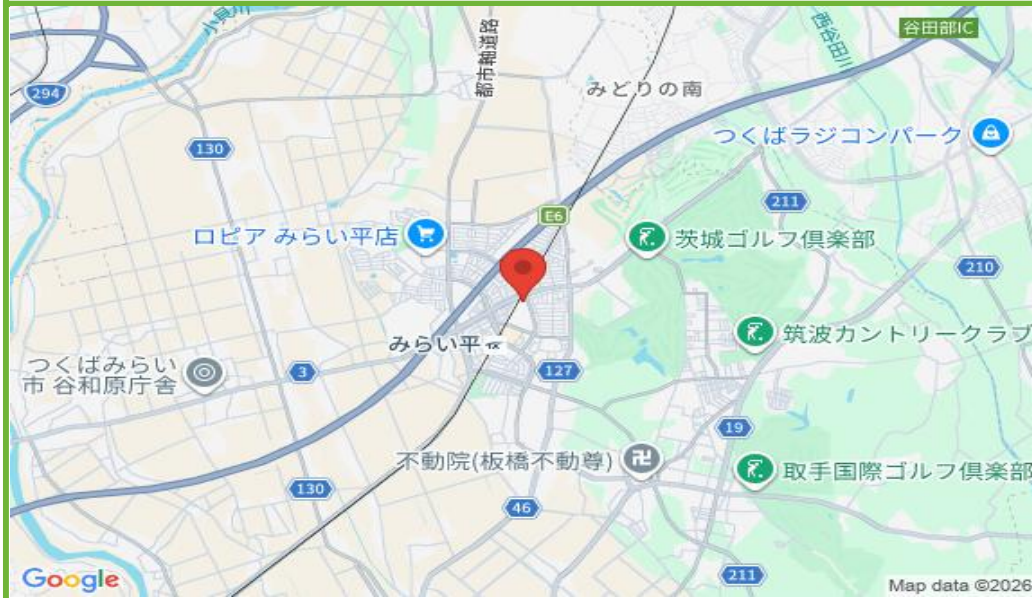 小貝川
都市軸道路
西谷田川
谷田部IC
294
みどりの南
130
つくばラジコンパーク
211
E6
ロピア みらい平店
茨城ゴルフ倶楽部
210
みらい平
筑波カントリークラブ
つくばみらい
市 谷和原庁舎
3
127
19
不動院(板橋不動尊)
取手国際ゴルフ倶楽部
130
46
211
Google
Map data ©2026